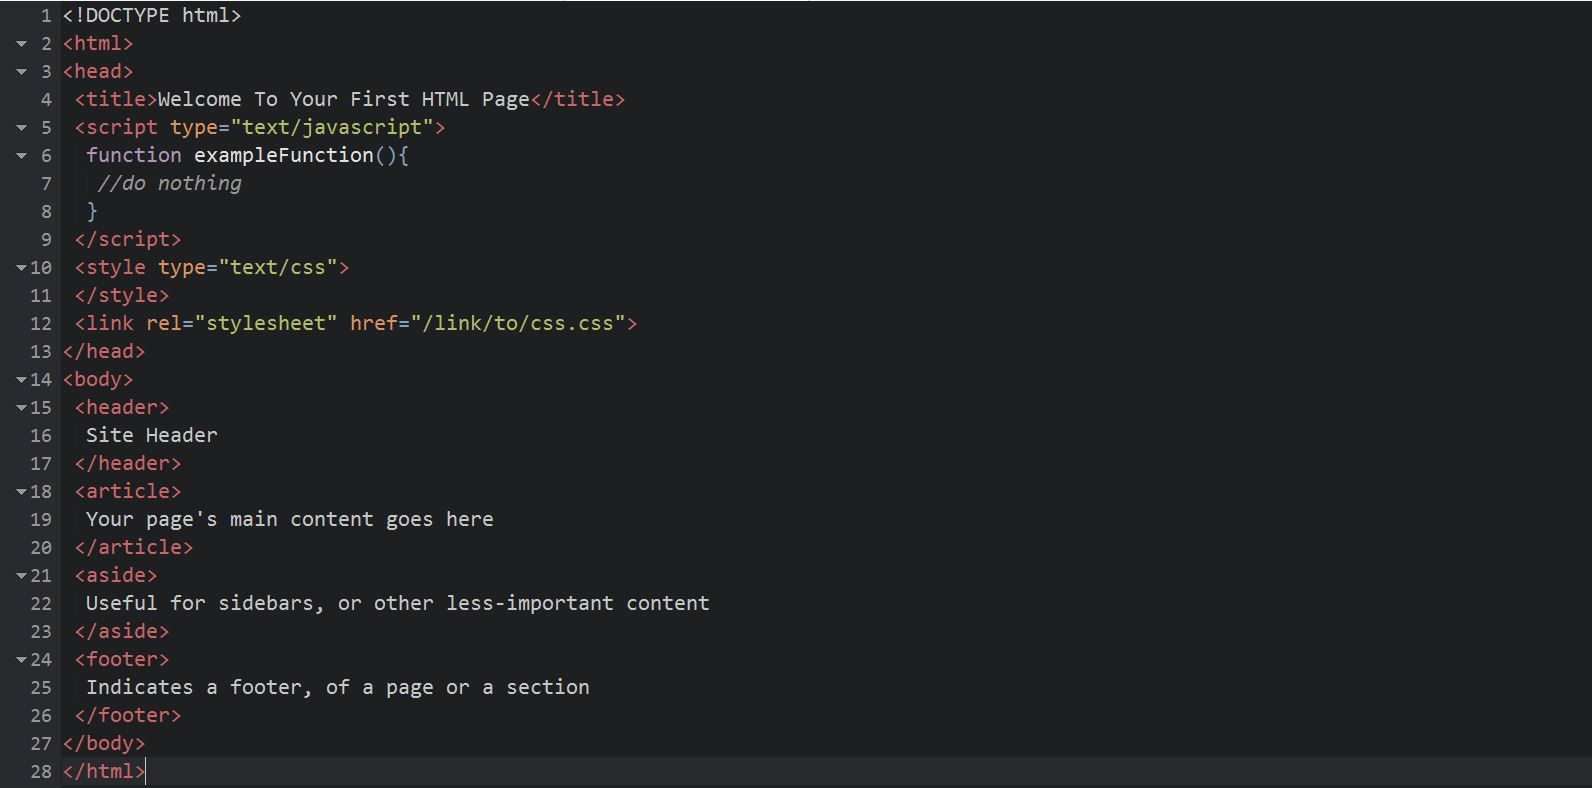 1 <!DOCTYPE html>
2 <html>
3 <head>
4 <title>Welcome To Your First HTML Page</title>
5 <script type="text/javascript">
6 function exampleFunction(){
7 //do nothing
8 }
9 </script>
10 <style type="text/css">
11 </style>
12 <link rel="stylesheet" href="/link/to/css.css">
13 </head>
14 <body>
15 <header>
16 Site Header
17 </header>
18 <article>
19 Your page's main content goes here
20 </article>
21 <aside>
22 Useful for sidebars, or other less-important content
23 </aside>
24 <footer>
25 Indicates a footer, of a page or a section
26 </footer>
27 </body>
28 </html>